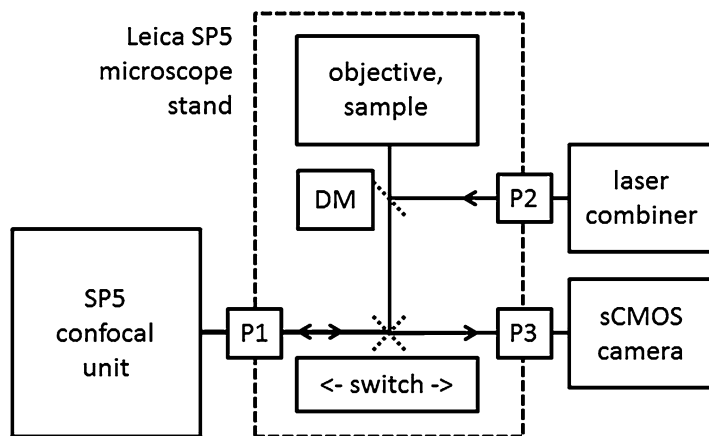 Leica SP5
microscope
stand
objective,
sample
DM
P2
laser
combiner
SP5
confocal
unit
P1
P3
sCMOS
camera
<- switch ->